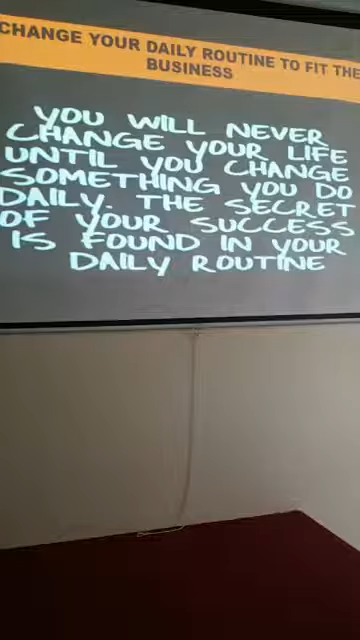 CHANGE YOUR DAILY ROUTINE TO FIT THE
BUSINESS
YOU WILL NEVER
CHANGE YOUR LIFE
UNTIL YOU CHANGE
SOMETHING YOU DO
DAILY. THE SECRET
OF YOUR SUCCESS
IS FOUND IN YOUR
DAILY ROUTINE